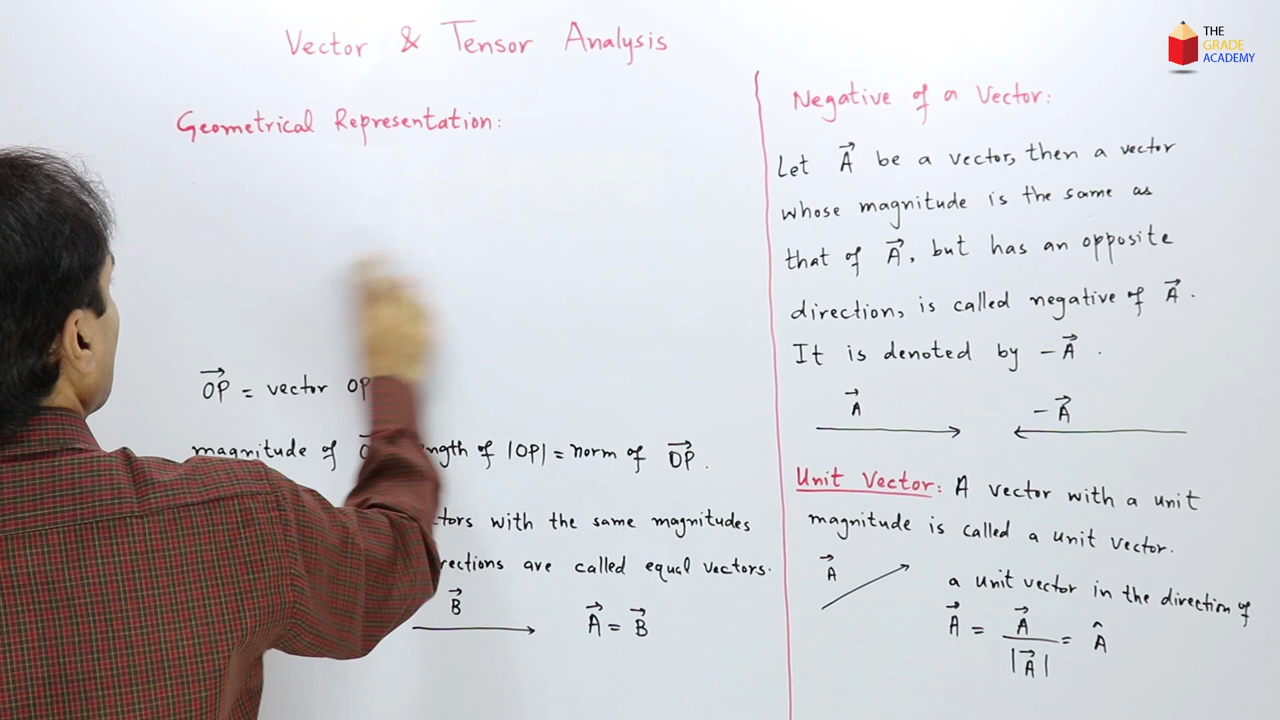 Vector & Tensor Analysis
THE
GRADE
ACADEMY
Geometrical Representation:
OP⃗ = vector OP
magnitude of length of |OP| = norm of OP⃗.
with the same magnitudes
are called equal vectors.
B⃗
A⃗ = B⃗
Negative of a Vector:
Let A⃗ be a vector, then a vector
whose magnitude is the same as
that of A⃗, but has an opposite
direction, is called negative of A⃗.
It is denoted by -A⃗.
A⃗ -A⃗
Unit Vector: A vector with a unit
magnitude is called a unit vector.
A⃗
a unit vector in the direction of
A⃗ = A⃗ / |A⃗| = Â